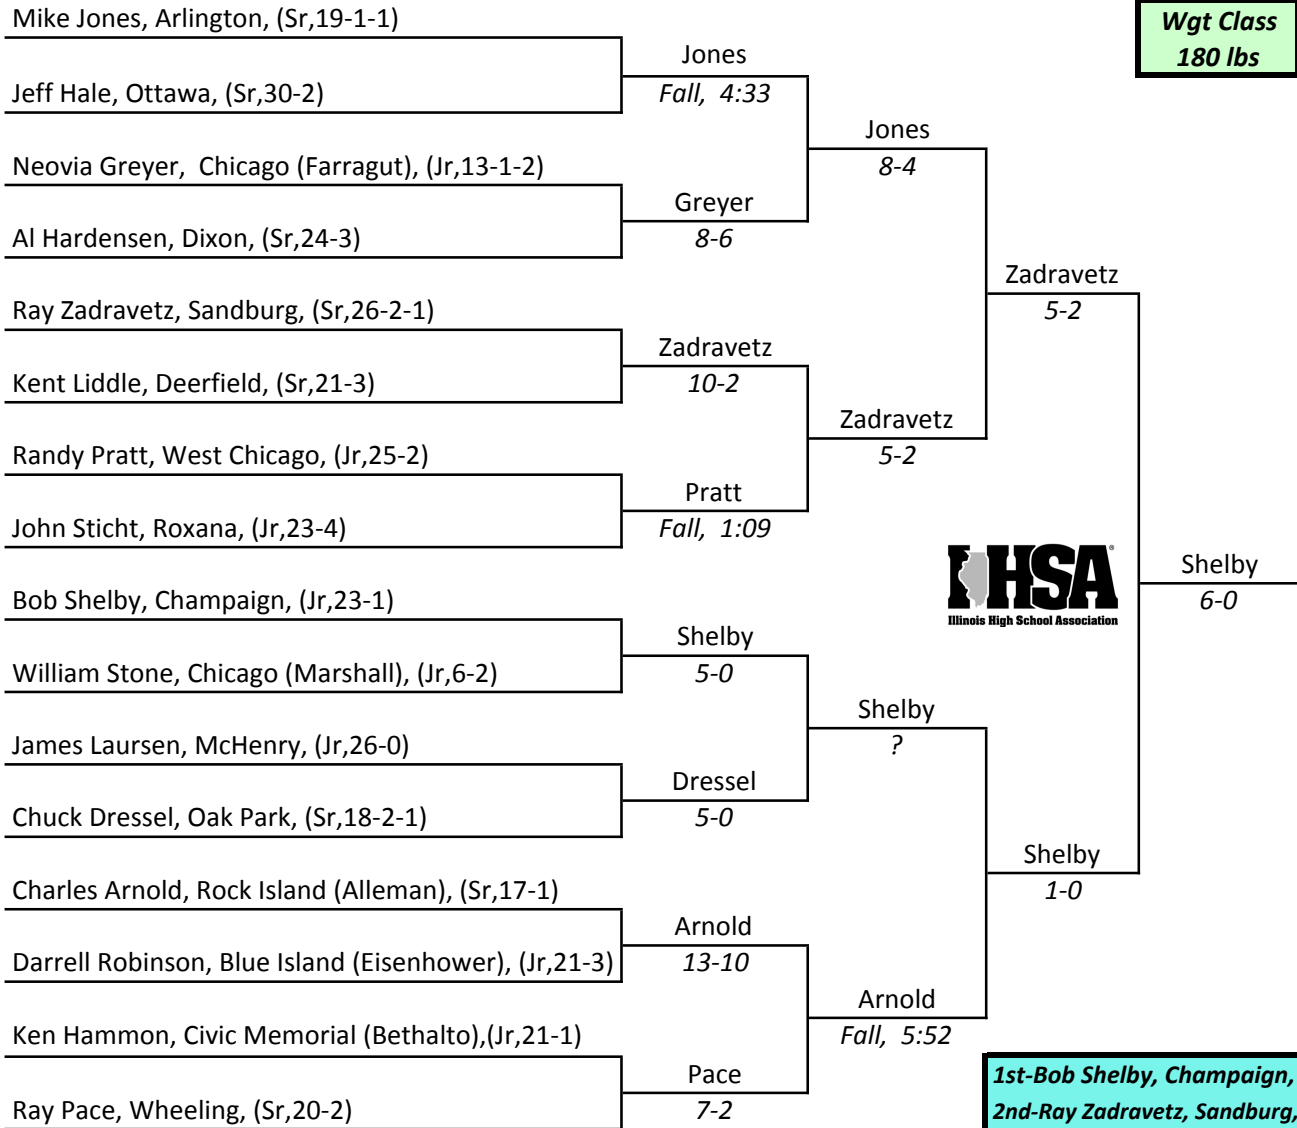 Mike Jones, Arlington, (Sr,19-1-1)
Wgt Class
180 lbs
Jones
Fall,  4:33
Jeff Hale, Ottawa, (Sr,30-2)
Jones
8-4
Neovia Greyer,  Chicago (Farragut), (Jr,13-1-2)
Greyer
8-6
Al Hardensen, Dixon, (Sr,24-3)
Zadravetz
5-2
Ray Zadravetz, Sandburg, (Sr,26-2-1)
Zadravetz
10-2
Kent Liddle, Deerfield, (Sr,21-3)
Zadravetz
5-2
Randy Pratt, West Chicago, (Jr,25-2)
Pratt
Fall,  1:09
John Sticht, Roxana, (Jr,23-4)
IHSA®
Illinois High School Association
Shelby
6-0
Bob Shelby, Champaign, (Jr,23-1)
Shelby
5-0
William Stone, Chicago (Marshall), (Jr,6-2)
Shelby
?
James Laursen, McHenry, (Jr,26-0)
Dressel
5-0
Chuck Dressel, Oak Park, (Sr,18-2-1)
Shelby
1-0
Charles Arnold, Rock Island (Alleman), (Sr,17-1)
Arnold
13-10
Darrell Robinson, Blue Island (Eisenhower), (Jr,21-3)
Arnold
Fall,  5:52
Ken Hammon, Civic Memorial (Bethalto),(Jr,21-1)
Pace
7-2
Ray Pace, Wheeling, (Sr,20-2)
1st-Bob Shelby, Champaign,
2nd-Ray Zadravetz, Sandburg,